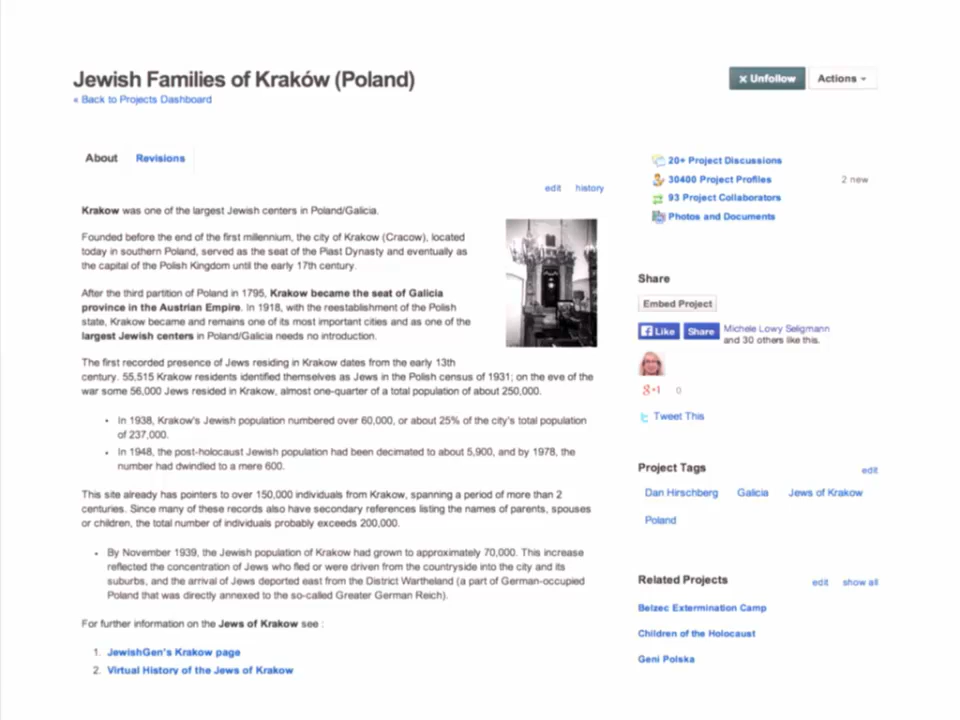 Jewish Families of Kraków (Poland)
« Back to Projects Dashboard
x Unfollow
Actions
About
Revisions
edit
history
Krakow was one of the largest Jewish centers in Poland/Galicia.
Founded before the end of the first millennium, the city of Krakow (Cracow), located
today in southern Poland, served as the seat of the Piast Dynasty and eventually as
the capital of the Polish Kingdom until the early 17th century.
After the third partition of Poland in 1795, Krakow became the seat of Galicia
province in the Austrian Empire. In 1918, with the reestablishment of the Polish
state, Krakow became and remains one of its most important cities and as one of the
largest Jewish centers in Poland/Galicia needs no introduction.
The first recorded presence of Jews residing in Krakow dates from the early 13th
century. 55,515 Krakow residents identified themselves as Jews in the Polish census of 1931; on the eve of the
war some 56,000 Jews resided in Krakow, almost one-quarter of a total population of about 250,000.
• In 1938, Krakow's Jewish population numbered over 60,000, or about 25% of the city's total population
of 237,000.
• In 1948, the post-holocaust Jewish population had been decimated to about 5,900, and by 1978, the
number had dwindled to a mere 600.
This site already has pointers to over 150,000 individuals from Krakow, spanning a period of more than 2
centuries. Since many of these records also have secondary references listing the names of parents, spouses
or children, the total number of individuals probably exceeds 200,000.
• By November 1939, the Jewish population of Krakow had grown to approximately 70,000. This increase
reflected the concentration of Jews who fled or were driven from the countryside into the city and its
suburbs, and the arrival of Jews deported east from the District Wartheland (a part of German-occupied
Poland that was directly annexed to the so-called Greater German Reich).
For further information on the Jews of Krakow see :
1. JewishGen's Krakow page
2. Virtual History of the Jews of Krakow
20+ Project Discussions
30400 Project Profiles
2 new
93 Project Collaborators
Photos and Documents
Share
Embed Project
Like
Share
Michele Lowy Seligmann
and 30 others like this.
g+1
0
Tweet This
Project Tags
edit
Dan Hirschberg
Galicia
Jews of Krakow
Poland
Related Projects
edit
show all
Belzec Extermination Camp
Children of the Holocaust
Geni Polska